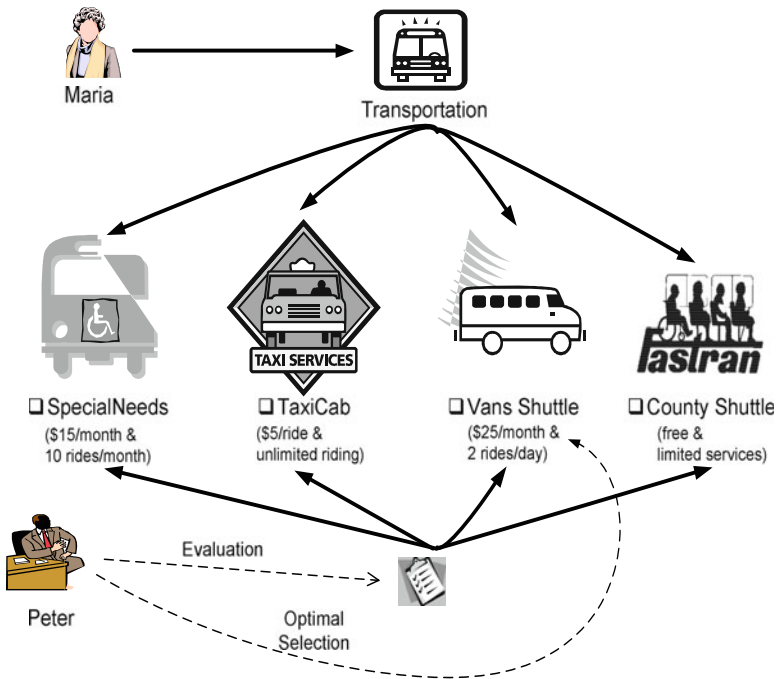 Maria
Transportation
TAXI SERVICES
Fastran
❑ SpecialNeeds
($15/month &
10 rides/month)
❑ TaxiCab
($5/ride &
unlimited riding)
❑ Vans Shuttle
($25/month &
2 rides/day)
❑ County Shuttle
(free &
limited services)
Evaluation
Peter
Optimal
Selection